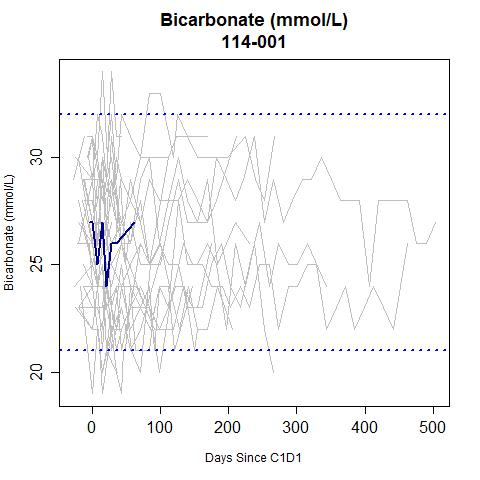 Bicarbonate (mmol/L)
114-001
Bicarbonate (mmol/L)
30
25
20
0 100 200 300 400 500
Days Since C1D1